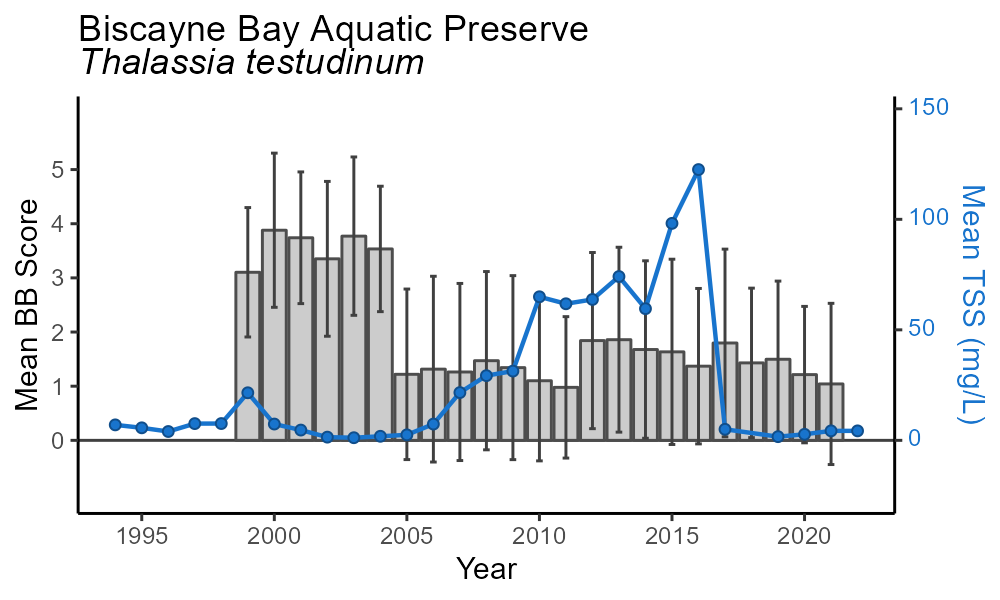 Biscayne Bay Aquatic Preserve
Thalassia testudinum
Mean BB Score
5
4
3
2
1
0
150
100
50
0
Mean TSS (mg/L)
1995 2000 2005 2010 2015 2020
Year